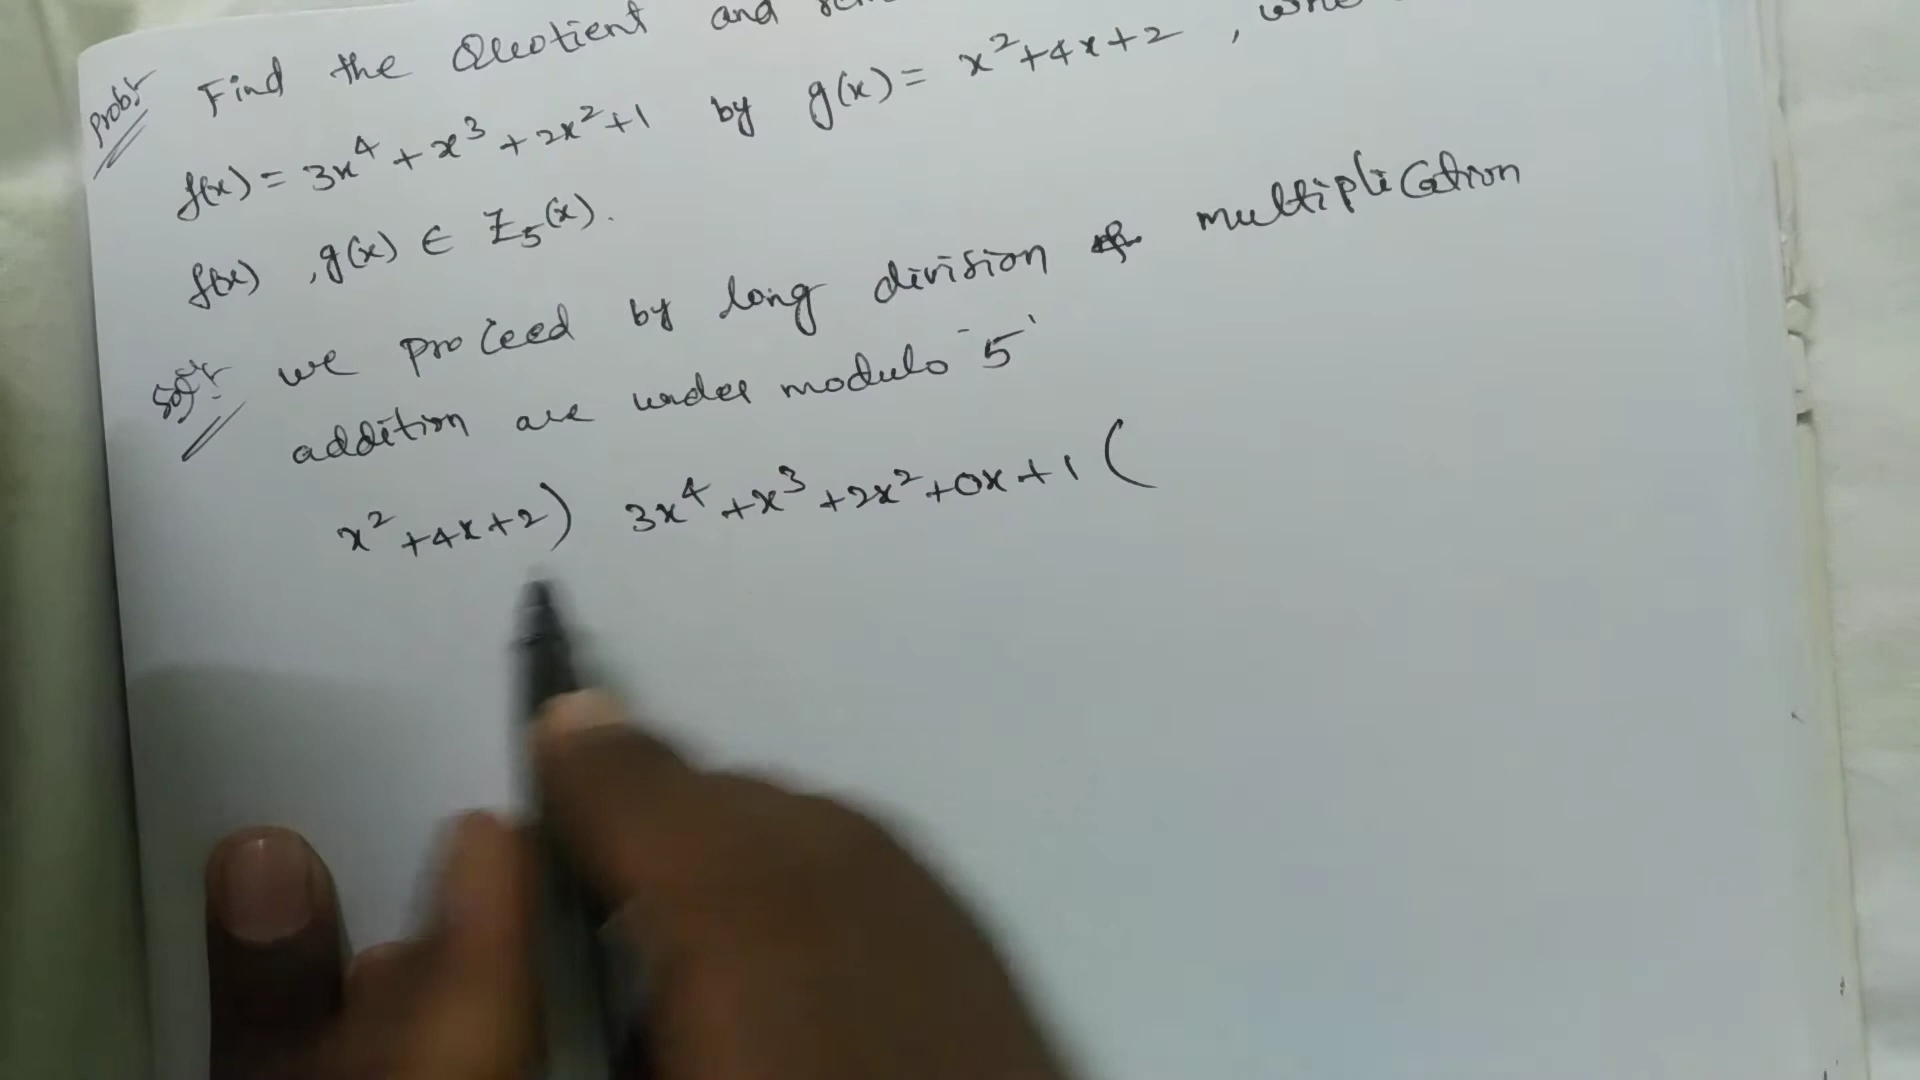 prob:- Find the Quotient and
f(x) = 3x⁴ + x³ + 2x² + 1 by g(x) = x² + 4x + 2 ,
f(x) , g(x) ∈ Z₅(x).
Sol:- we proceed by long division & multiplication
addition are under modulo '5'
x² + 4x + 2 ) 3x⁴ + x³ + 2x² + 0x + 1 (